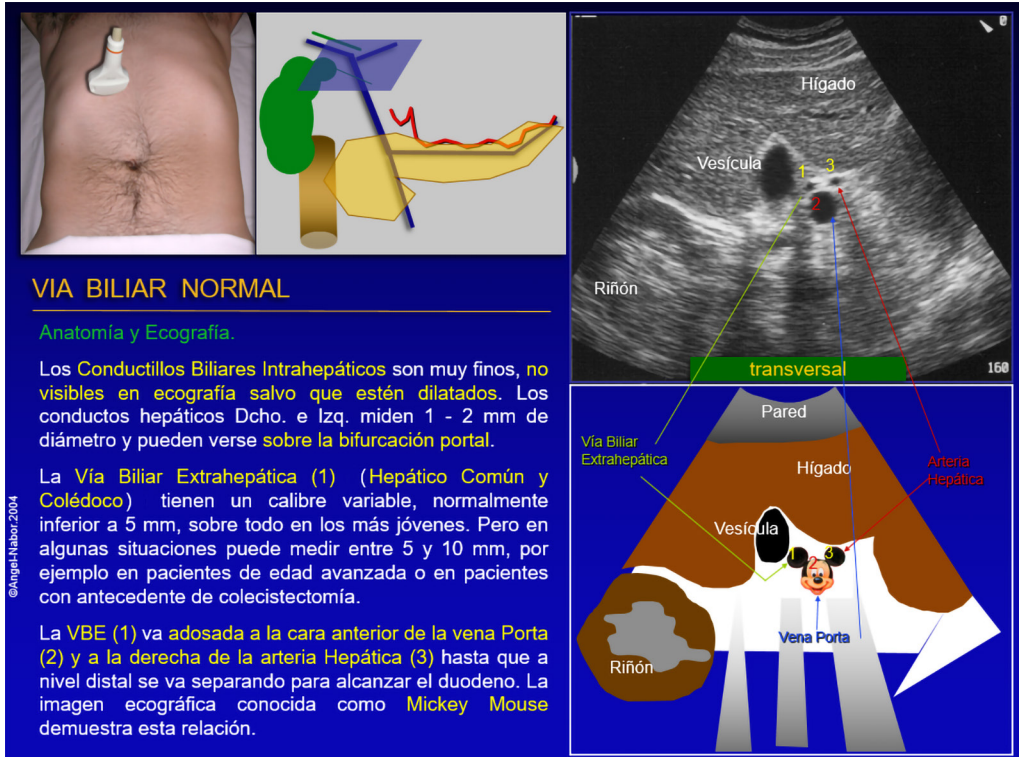 VIA BILIAR NORMAL
Anatomía y Ecografía.
Los Conductillos Biliares Intrahepáticos son muy finos, no
visibles en ecografía salvo que estén dilatados. Los
conductos hepáticos Dcho. e Izq. miden 1 - 2 mm de
diámetro y pueden verse sobre la bifurcación portal.
La Vía Biliar Extrahepática (1) (Hepático Común y
Colédoco) tienen un calibre variable, normalmente
inferior a 5 mm, sobre todo en los más jóvenes. Pero en
algunas situaciones puede medir entre 5 y 10 mm, por
ejemplo en pacientes de edad avanzada o en pacientes
con antecedente de colecistectomía.
La VBE (1) va adosada a la cara anterior de la vena Porta
(2) y a la derecha de la arteria Hepática (3) hasta que a
nivel distal se va separando para alcanzar el duodeno. La
imagen ecográfica conocida como Mickey Mouse
demuestra esta relación.
©Angel-Nabor.2004
0
Hígado
Vesícula
1
3
2
Riñón
160
transversal
Pared
Vía Biliar
Extrahepática
Hígado
Arteria
Hepática
Vesícula
1
2
3
Vena Porta
Riñón